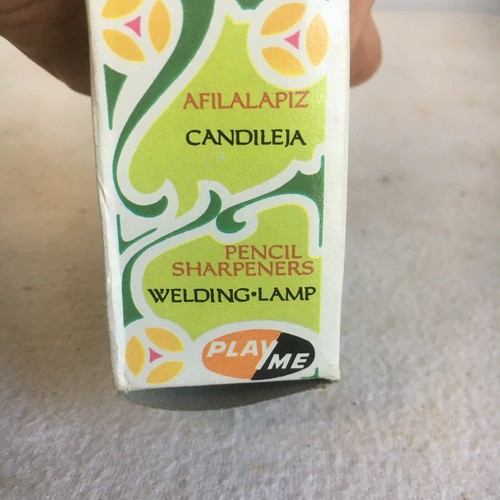 AFILALAPIZ
CANDILEJA
PENCIL
SHARPENERS
WELDING•LAMP
PLAY ME